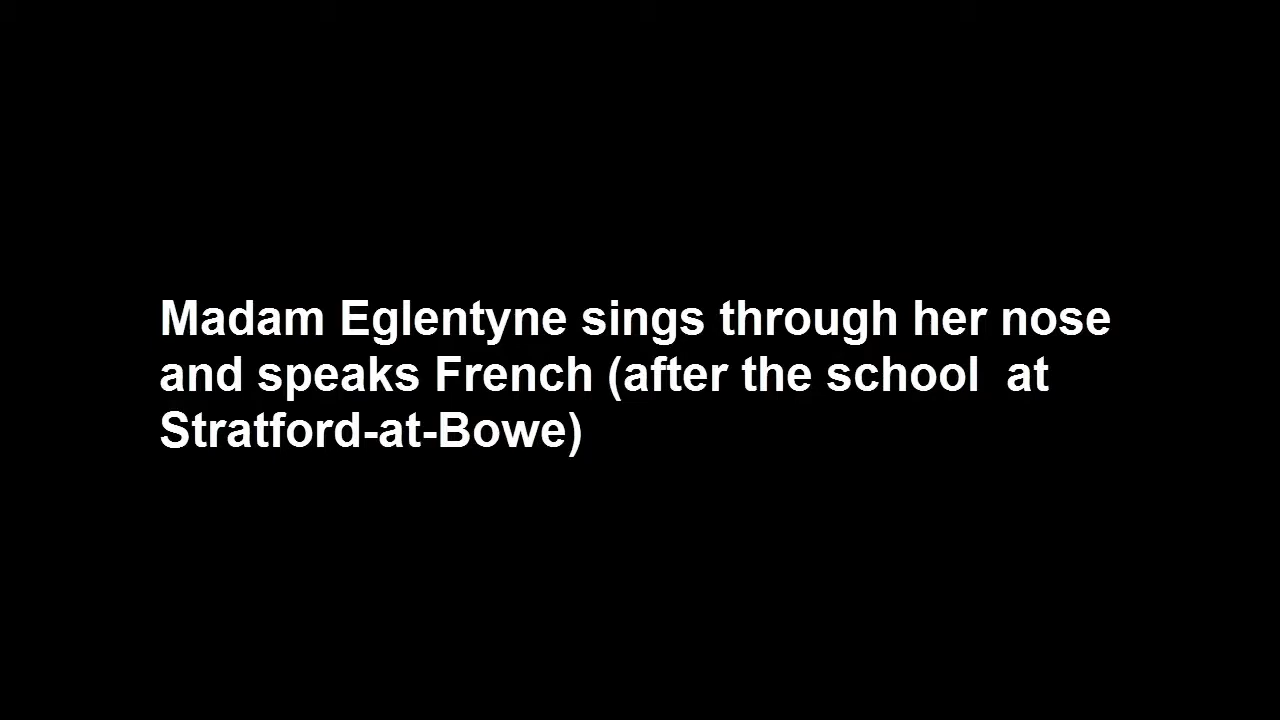 Madam Eglentyne sings through her nose
and speaks French (after the school  at
Stratford-at-Bowe)